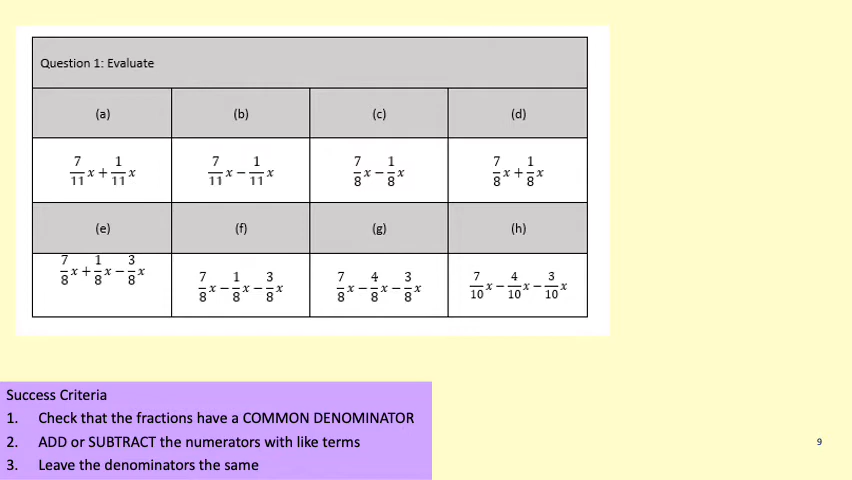 Question 1: Evaluate
(a) (b) (c) (d)
7/11 x + 1/11 x 7/11 x − 1/11 x 7/8 x − 1/8 x 7/8 x + 1/8 x
(e) (f) (g) (h)
7/8 x + 1/8 x − 3/8 x 7/8 x − 1/8 x − 3/8 x 7/8 x − 4/8 x − 3/8 x 7/10 x − 4/10 x − 3/10 x
Success Criteria
1. Check that the fractions have a COMMON DENOMINATOR
2. ADD or SUBTRACT the numerators with like terms
3. Leave the denominators the same
9